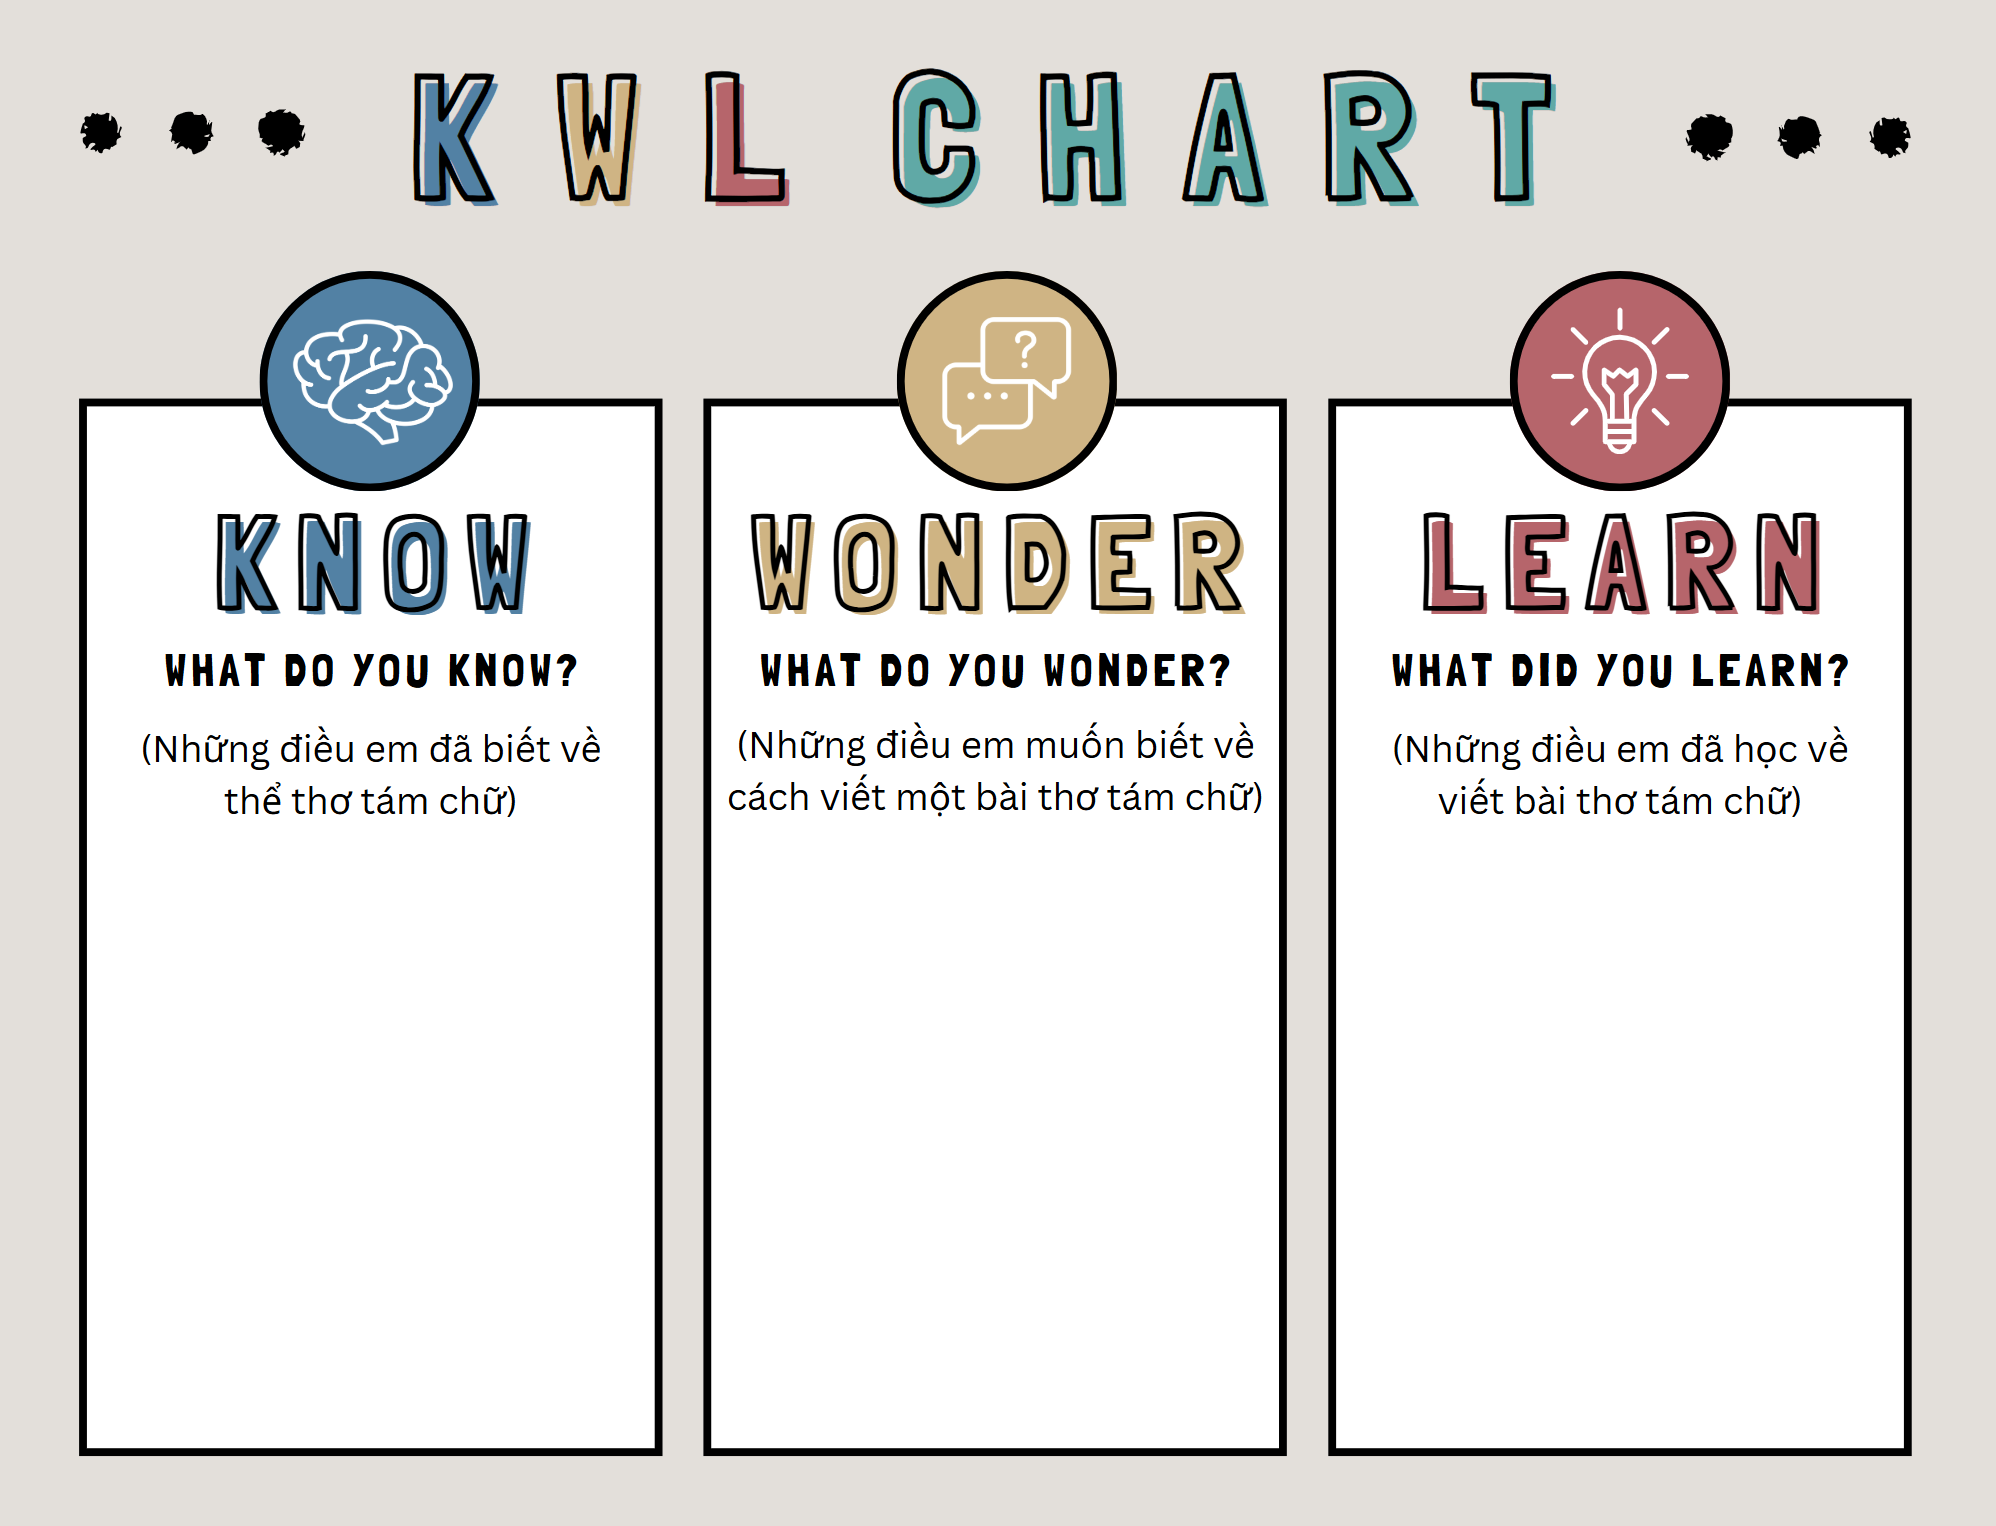 KWL CHART
KNOW
WHAT DO YOU KNOW?
(Những điều em đã biết về
thể thơ tám chữ)
WONDER
WHAT DO YOU WONDER?
(Những điều em muốn biết về
cách viết một bài thơ tám chữ)
LEARN
WHAT DID YOU LEARN?
(Những điều em đã học về
viết bài thơ tám chữ)